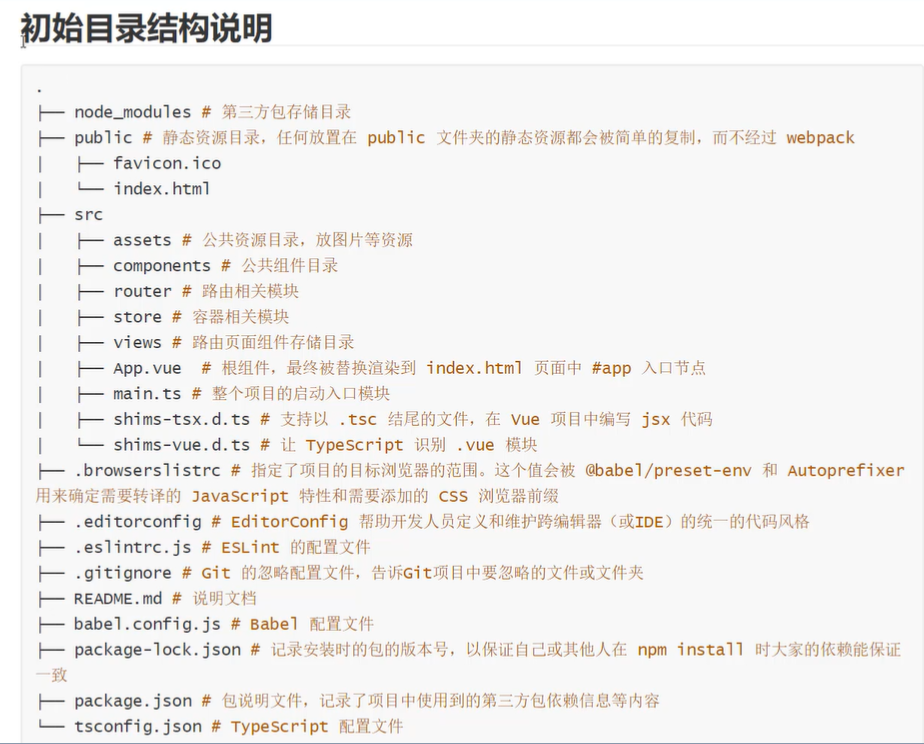 初始目录结构说明
.
├── node_modules # 第三方包存储目录
├── public # 静态资源目录，任何放置在 public 文件夹的静态资源都会被简单的复制，而不经过 webpack
│   ├── favicon.ico
│   └── index.html
├── src
│   ├── assets # 公共资源目录，放图片等资源
│   ├── components # 公共组件目录
│   ├── router # 路由相关模块
│   ├── store # 容器相关模块
│   ├── views # 路由页面组件存储目录
│   ├── App.vue  # 根组件，最终被替换渲染到 index.html 页面中 #app 入口节点
│   ├── main.ts # 整个项目的启动入口模块
│   ├── shims-tsx.d.ts # 支持以 .tsc 结尾的文件，在 Vue 项目中编写 jsx 代码
│   └── shims-vue.d.ts # 让 TypeScript 识别 .vue 模块
├── .browserslistrc # 指定了项目的目标浏览器的范围。这个值会被 @babel/preset-env 和 Autoprefixer
用来确定需要转译的 JavaScript 特性和需要添加的 CSS 浏览器前缀
├── .editorconfig # EditorConfig 帮助开发人员定义和维护跨编辑器（或IDE）的统一的代码风格
├── .eslintrc.js # ESLint 的配置文件
├── .gitignore # Git 的忽略配置文件，告诉Git项目中要忽略的文件或文件夹
├── README.md # 说明文档
├── babel.config.js # Babel 配置文件
├── package-lock.json # 记录安装时的包的版本号，以保证自己或其他人在 npm install 时大家的依赖能保证
一致
├── package.json # 包说明文件，记录了项目中使用到的第三方包依赖信息等内容
└── tsconfig.json # TypeScript 配置文件